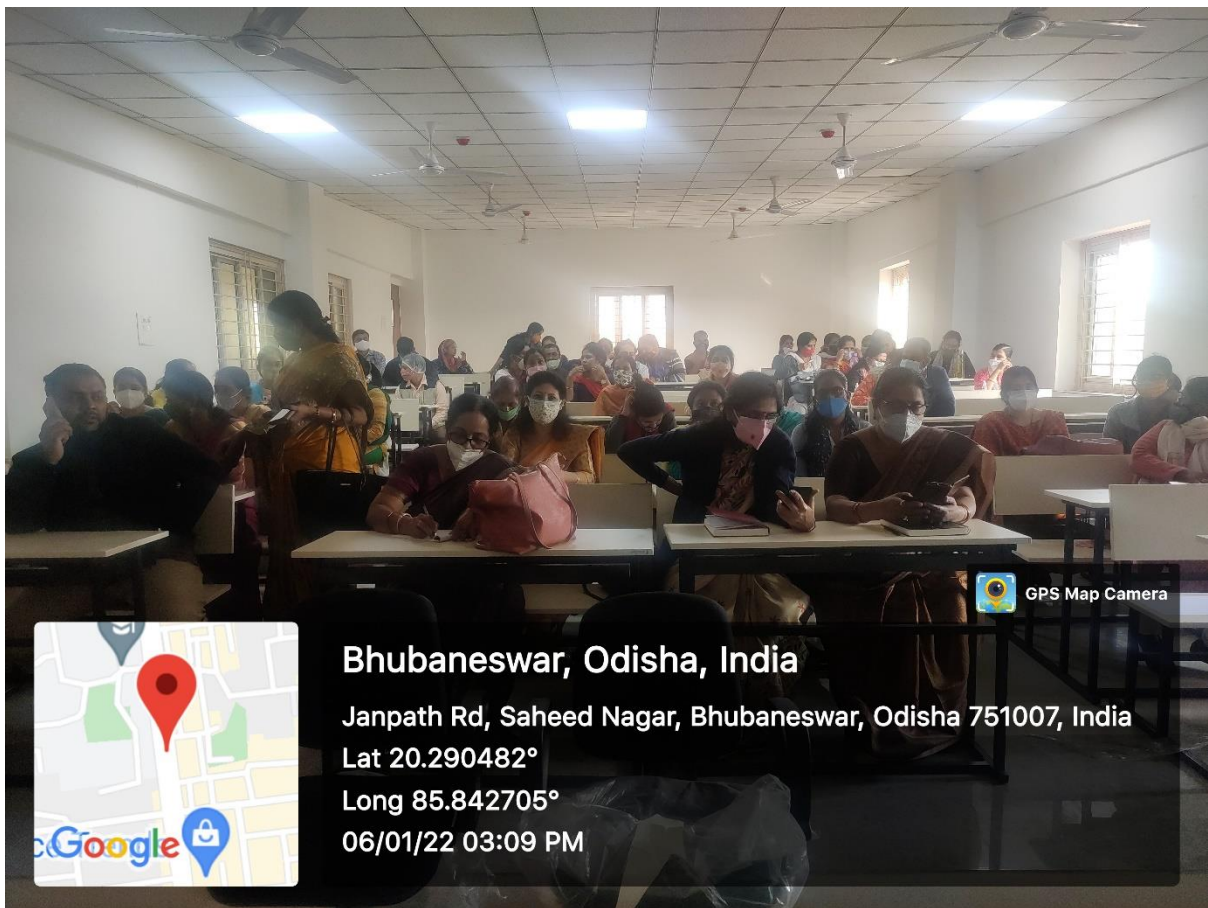 GPS Map Camera
Bhubaneswar, Odisha, India
Janpath Rd, Saheed Nagar, Bhubaneswar, Odisha 751007, India
Lat 20.290482°
Long 85.842705°
06/01/22 03:09 PM
Google